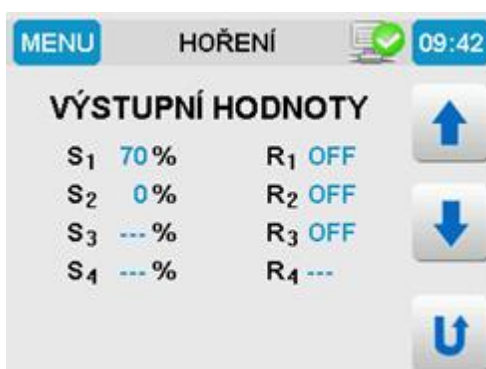 MENU HOŘENÍ 09:42
VÝSTUPNÍ HODNOTY
S1 70% R1 OFF
S2 0% R2 OFF
S3 ---% R3 OFF
S4 ---% R4 ---